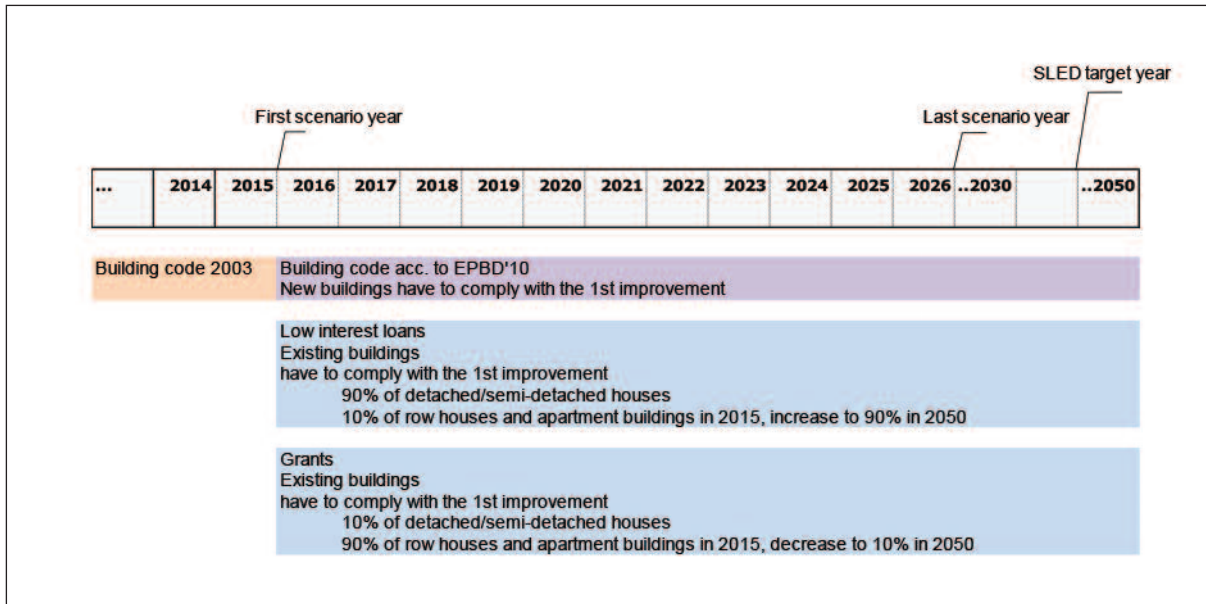 SLED target year
First scenario year
Last scenario year
... 2014 2015 2016 2017 2018 2019 2020 2021 2022 2023 2024 2025 2026 ..2030 ..2050
Building code 2003
Building code acc. to EPBD'10
New buildings have to comply with the 1st improvement
Low interest loans
Existing buildings
have to comply with the 1st improvement
90% of detached/semi-detached houses
10% of row houses and apartment buildings in 2015, increase to 90% in 2050
Grants
Existing buildings
have to comply with the 1st improvement
10% of detached/semi-detached houses
90% of row houses and apartment buildings in 2015, decrease to 10% in 2050